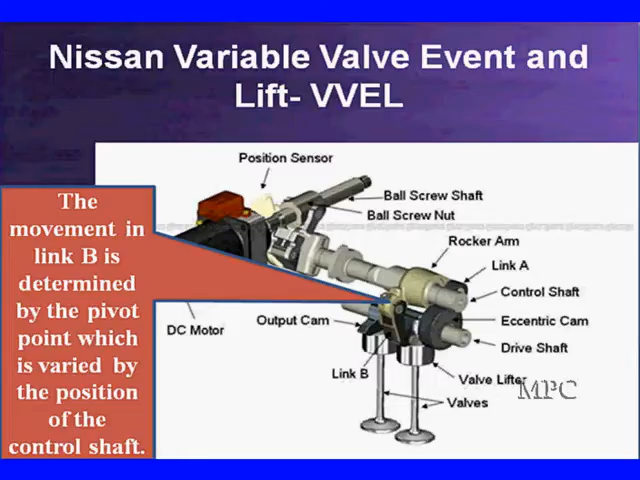 Nissan Variable Valve Event and
Lift- VVEL
Position Sensor
Ball Screw Shaft
Ball Screw Nut
The
movement in
link B is
determined
by the pivot
point which
is varied by
the position
of the
control shaft.
Rocker Arm
Link A
Control Shaft
DC Motor
Output Cam
Eccentric Cam
Drive Shaft
Link B
Valve Lifter
MPC
Valves